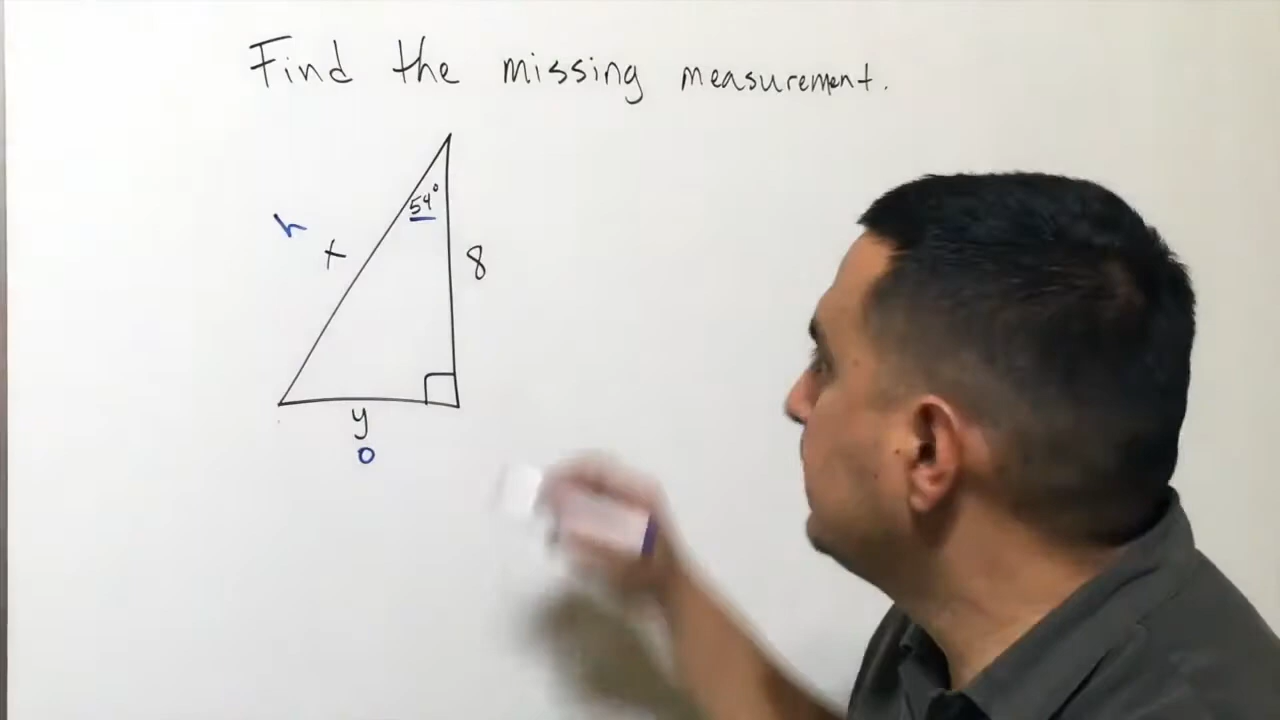 Find the missing measurement.
54°
h
x
8
y
o